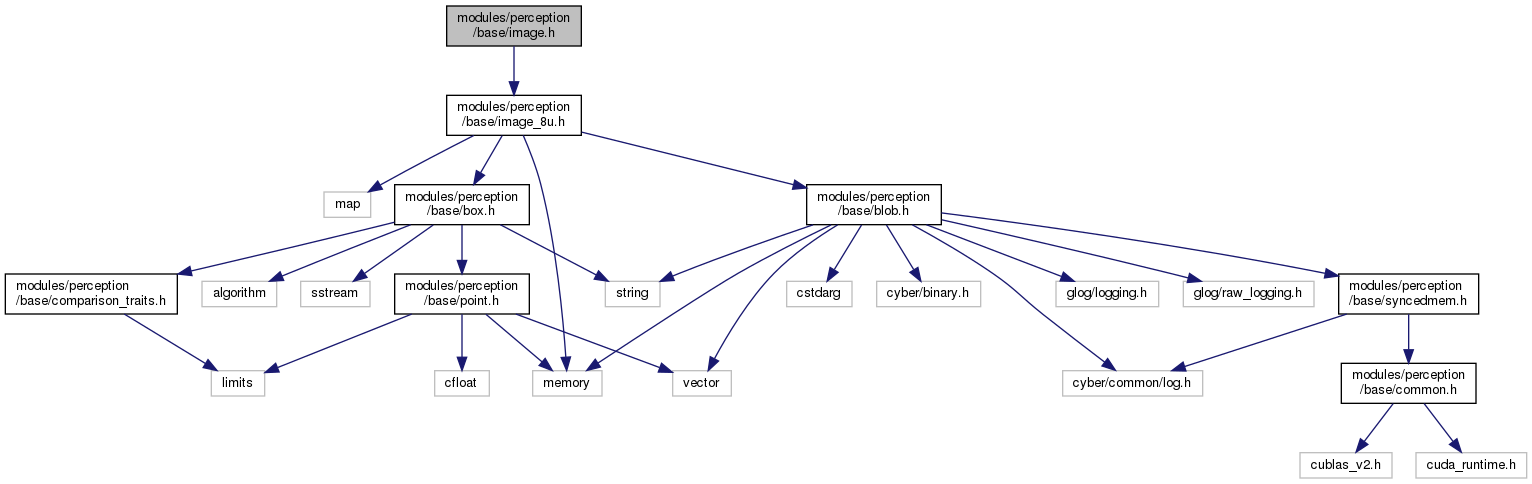 modules/perception
/base/image.h
modules/perception
/base/image_8u.h
map
modules/perception
/base/box.h
modules/perception
/base/blob.h
modules/perception
/base/comparison_traits.h
algorithm
sstream
modules/perception
/base/point.h
string
cstdarg
cyber/binary.h
glog/logging.h
glog/raw_logging.h
modules/perception
/base/syncedmem.h
limits
cfloat
memory
vector
cyber/common/log.h
modules/perception
/base/common.h
cublas_v2.h
cuda_runtime.h